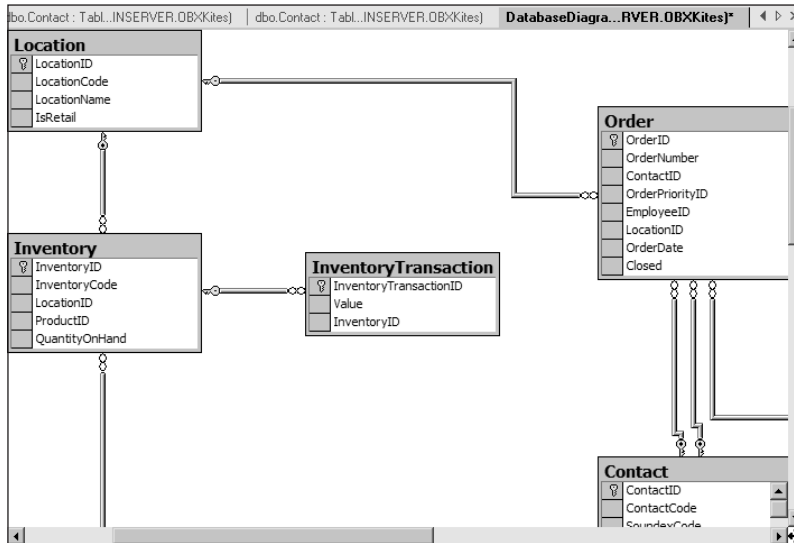 dbo.Contact : Tabl...INSERVER.OBXKites)
dbo.Contact : Tabl...INSERVER.OBXKites)
DatabaseDiagra...RVER.OBXKites)*
Location
LocationID
LocationCode
LocationName
IsRetail
Order
OrderID
OrderNumber
ContactID
OrderPriorityID
EmployeeID
LocationID
OrderDate
Closed
Inventory
InventoryID
InventoryCode
LocationID
ProductID
QuantityOnHand
InventoryTransaction
InventoryTransactionID
Value
InventoryID
Contact
ContactID
ContactCode
SoundexCode